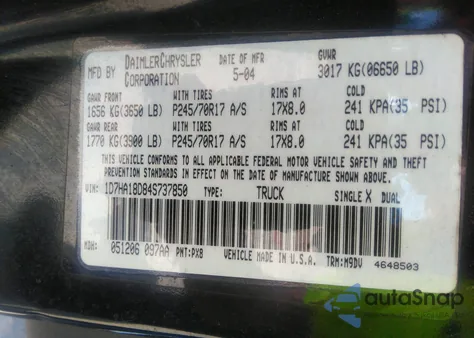 MFD BY DAIMLERCHRYSLER CORPORATION DATE OF MFR 5-04 GVWR 3017 KG(06650 LB)
GAWR FRONT WITH TIRES RIMS AT COLD
1656 KG(3650 LB) P245/70R17 A/S 17X8.0 241 KPA(35 PSI)
GAWR REAR WITH TIRES RIMS AT COLD
1770 KG(3900 LB) P245/70R17 A/S 17X8.0 241 KPA(35 PSI)
THIS VEHICLE CONFORMS TO ALL APPLICABLE FEDERAL MOTOR VEHICLE SAFETY AND THEFT
PREVENTION STANDARDS IN EFFECT ON THE DATE OF MANUFACTURE SHOWN ABOVE.
VIN: 1D7HA18D84S737850 TYPE: TRUCK SINGLE X DUAL
MDH: 051206 097AA PNT:PX8 VEHICLE MADE IN U.S.A. TRM:M9DV 4648503
autoSnap